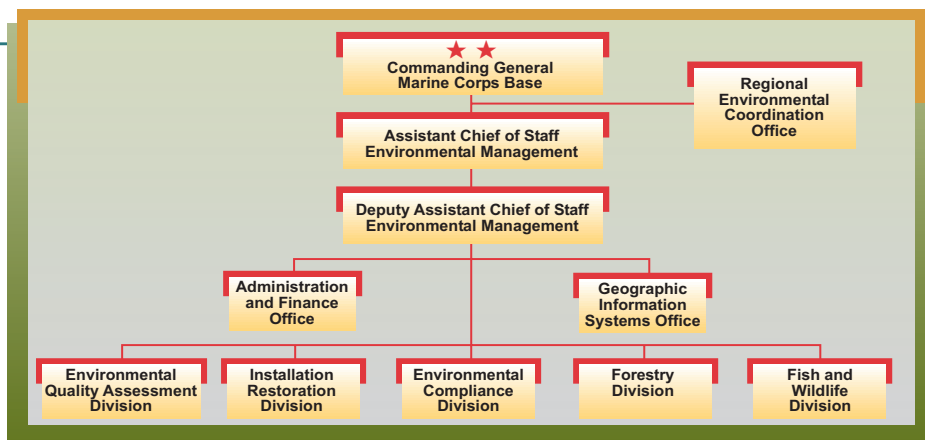 Commanding General
Marine Corps Base
Regional
Environmental
Coordination
Office
Assistant Chief of Staff
Environmental Management
Deputy Assistant Chief of Staff
Environmental Management
Administration
and Finance
Office
Geographic
Information
Systems Office
Environmental
Quality Assessment
Division
Installation
Restoration
Division
Environmental
Compliance
Division
Forestry
Division
Fish and
Wildlife
Division